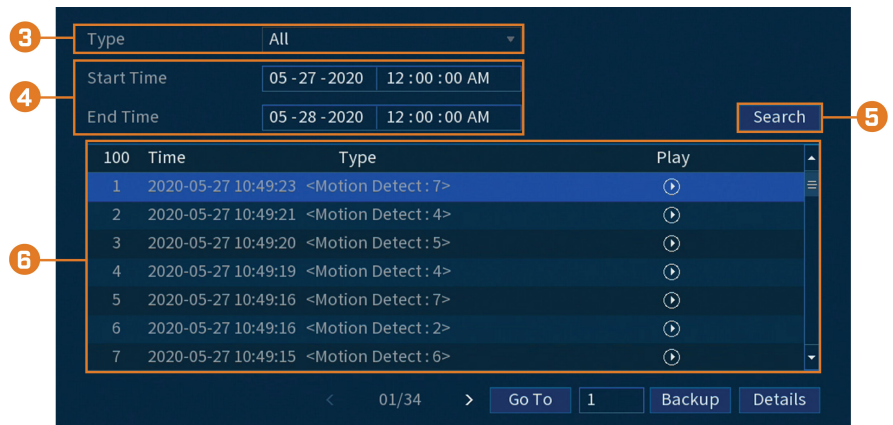 3 Type All
4 Start Time 05 - 27 - 2020 12 : 00 : 00 AM
End Time 05 - 28 - 2020 12 : 00 : 00 AM
Search 5
100 Time Type Play
1 2020-05-27 10:49:23 <Motion Detect : 7>
2 2020-05-27 10:49:21 <Motion Detect : 4>
3 2020-05-27 10:49:20 <Motion Detect : 5>
6
4 2020-05-27 10:49:19 <Motion Detect : 4>
5 2020-05-27 10:49:16 <Motion Detect : 7>
6 2020-05-27 10:49:16 <Motion Detect : 2>
7 2020-05-27 10:49:15 <Motion Detect : 6>
< 01/34 > Go To 1 Backup Details